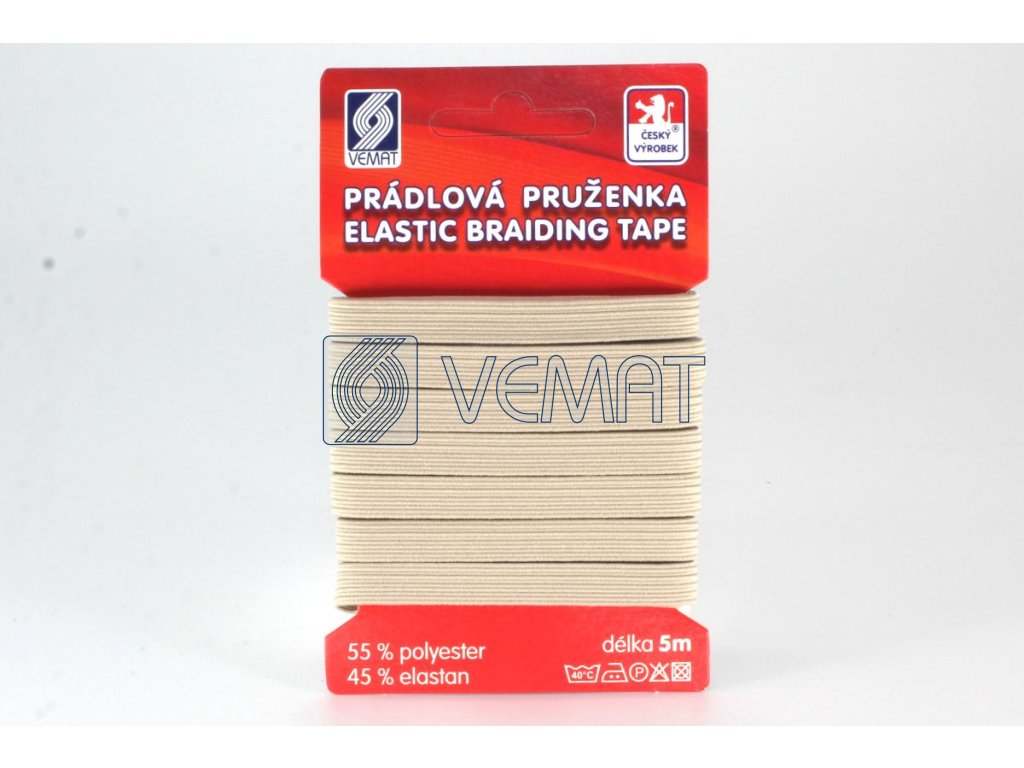 VEMAT
ČESKÝ®
VÝROBEK
PRÁDLOVÁ PRUŽENKA
ELASTIC BRAIDING TAPE
VEMAT
55 % polyester
45 % elastan
délka 5m
40°C
P